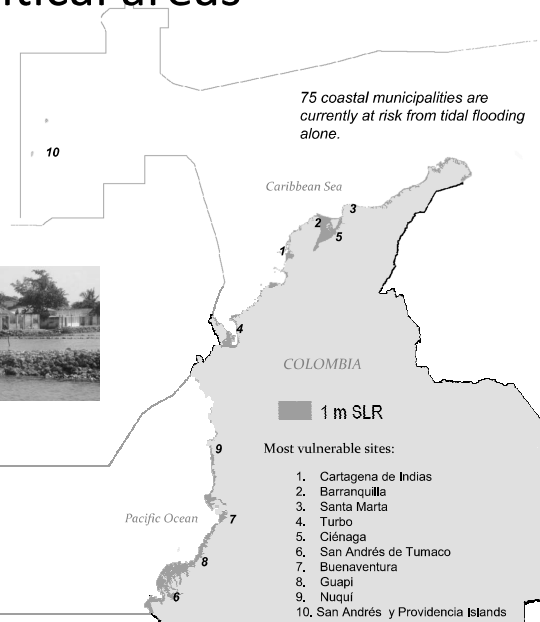 75 coastal municipalities are
currently at risk from tidal flooding
alone.
10
Caribbean Sea
3
2
5
1
4
COLOMBIA
1 m SLR
9
Most vulnerable sites:
1. Cartagena de Indias
2. Barranquilla
3. Santa Marta
4. Turbo
5. Ciénaga
6. San Andrés de Tumaco
7. Buenaventura
8. Guapi
9. Nuquí
10. San Andrés y Providencia Islands
Pacific Ocean
7
8
6